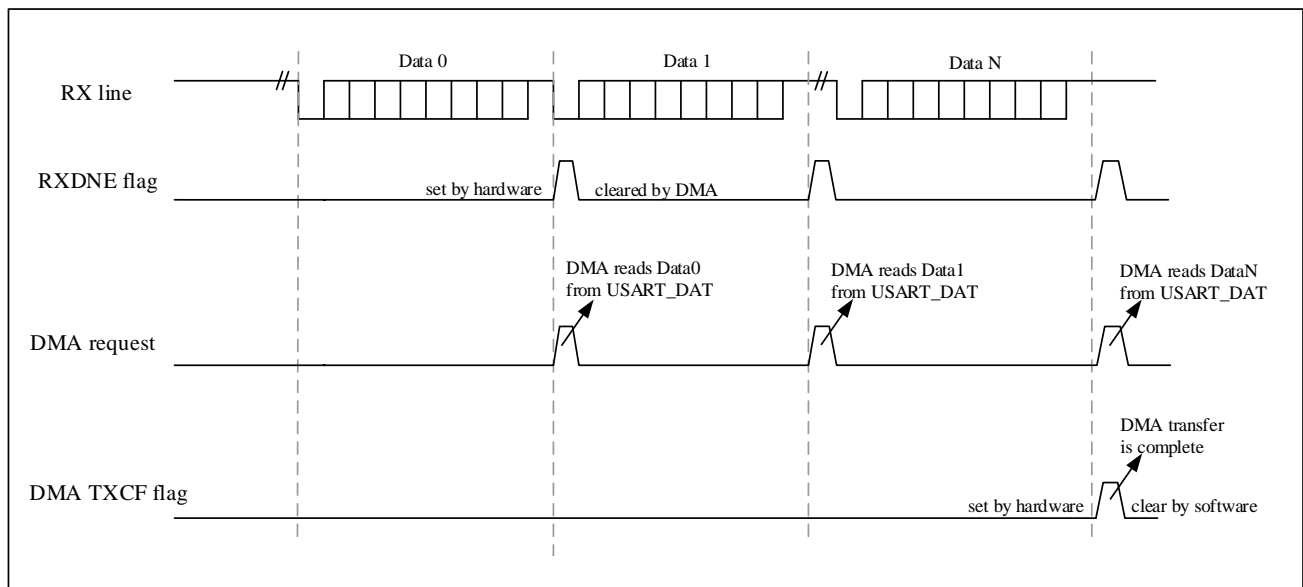 Data 0
Data 1
Data N
RX line
RXDNE flag
set by hardware
cleared by DMA
DMA reads Data0
from USART_DAT
DMA reads Data1
from USART_DAT
DMA reads DataN
from USART_DAT
DMA request
DMA transfer
is complete
DMA TXCF flag
set by hardware
clear by software